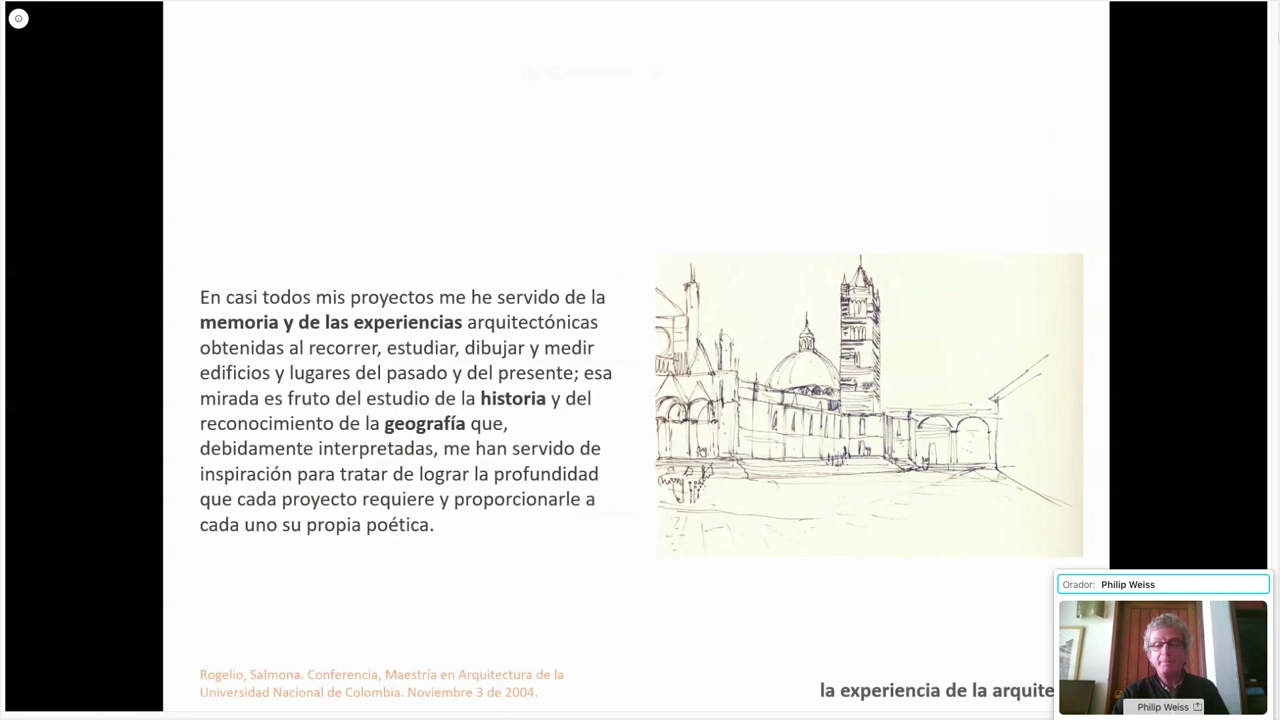 En casi todos mis proyectos me he servido de la
memoria y de las experiencias arquitectónicas
obtenidas al recorrer, estudiar, dibujar y medir
edificios y lugares del pasado y del presente; esa
mirada es fruto del estudio de la historia y del
reconocimiento de la geografía que,
debidamente interpretadas, me han servido de
inspiración para tratar de lograr la profundidad
que cada proyecto requiere y proporcionarle a
cada uno su propia poética.
Rogelio, Salmona. Conferencia, Maestría en Arquitectura de la
Universidad Nacional de Colombia. Noviembre 3 de 2004.
la experiencia de la arquite
Orador: Philip Weiss
Philip Weiss